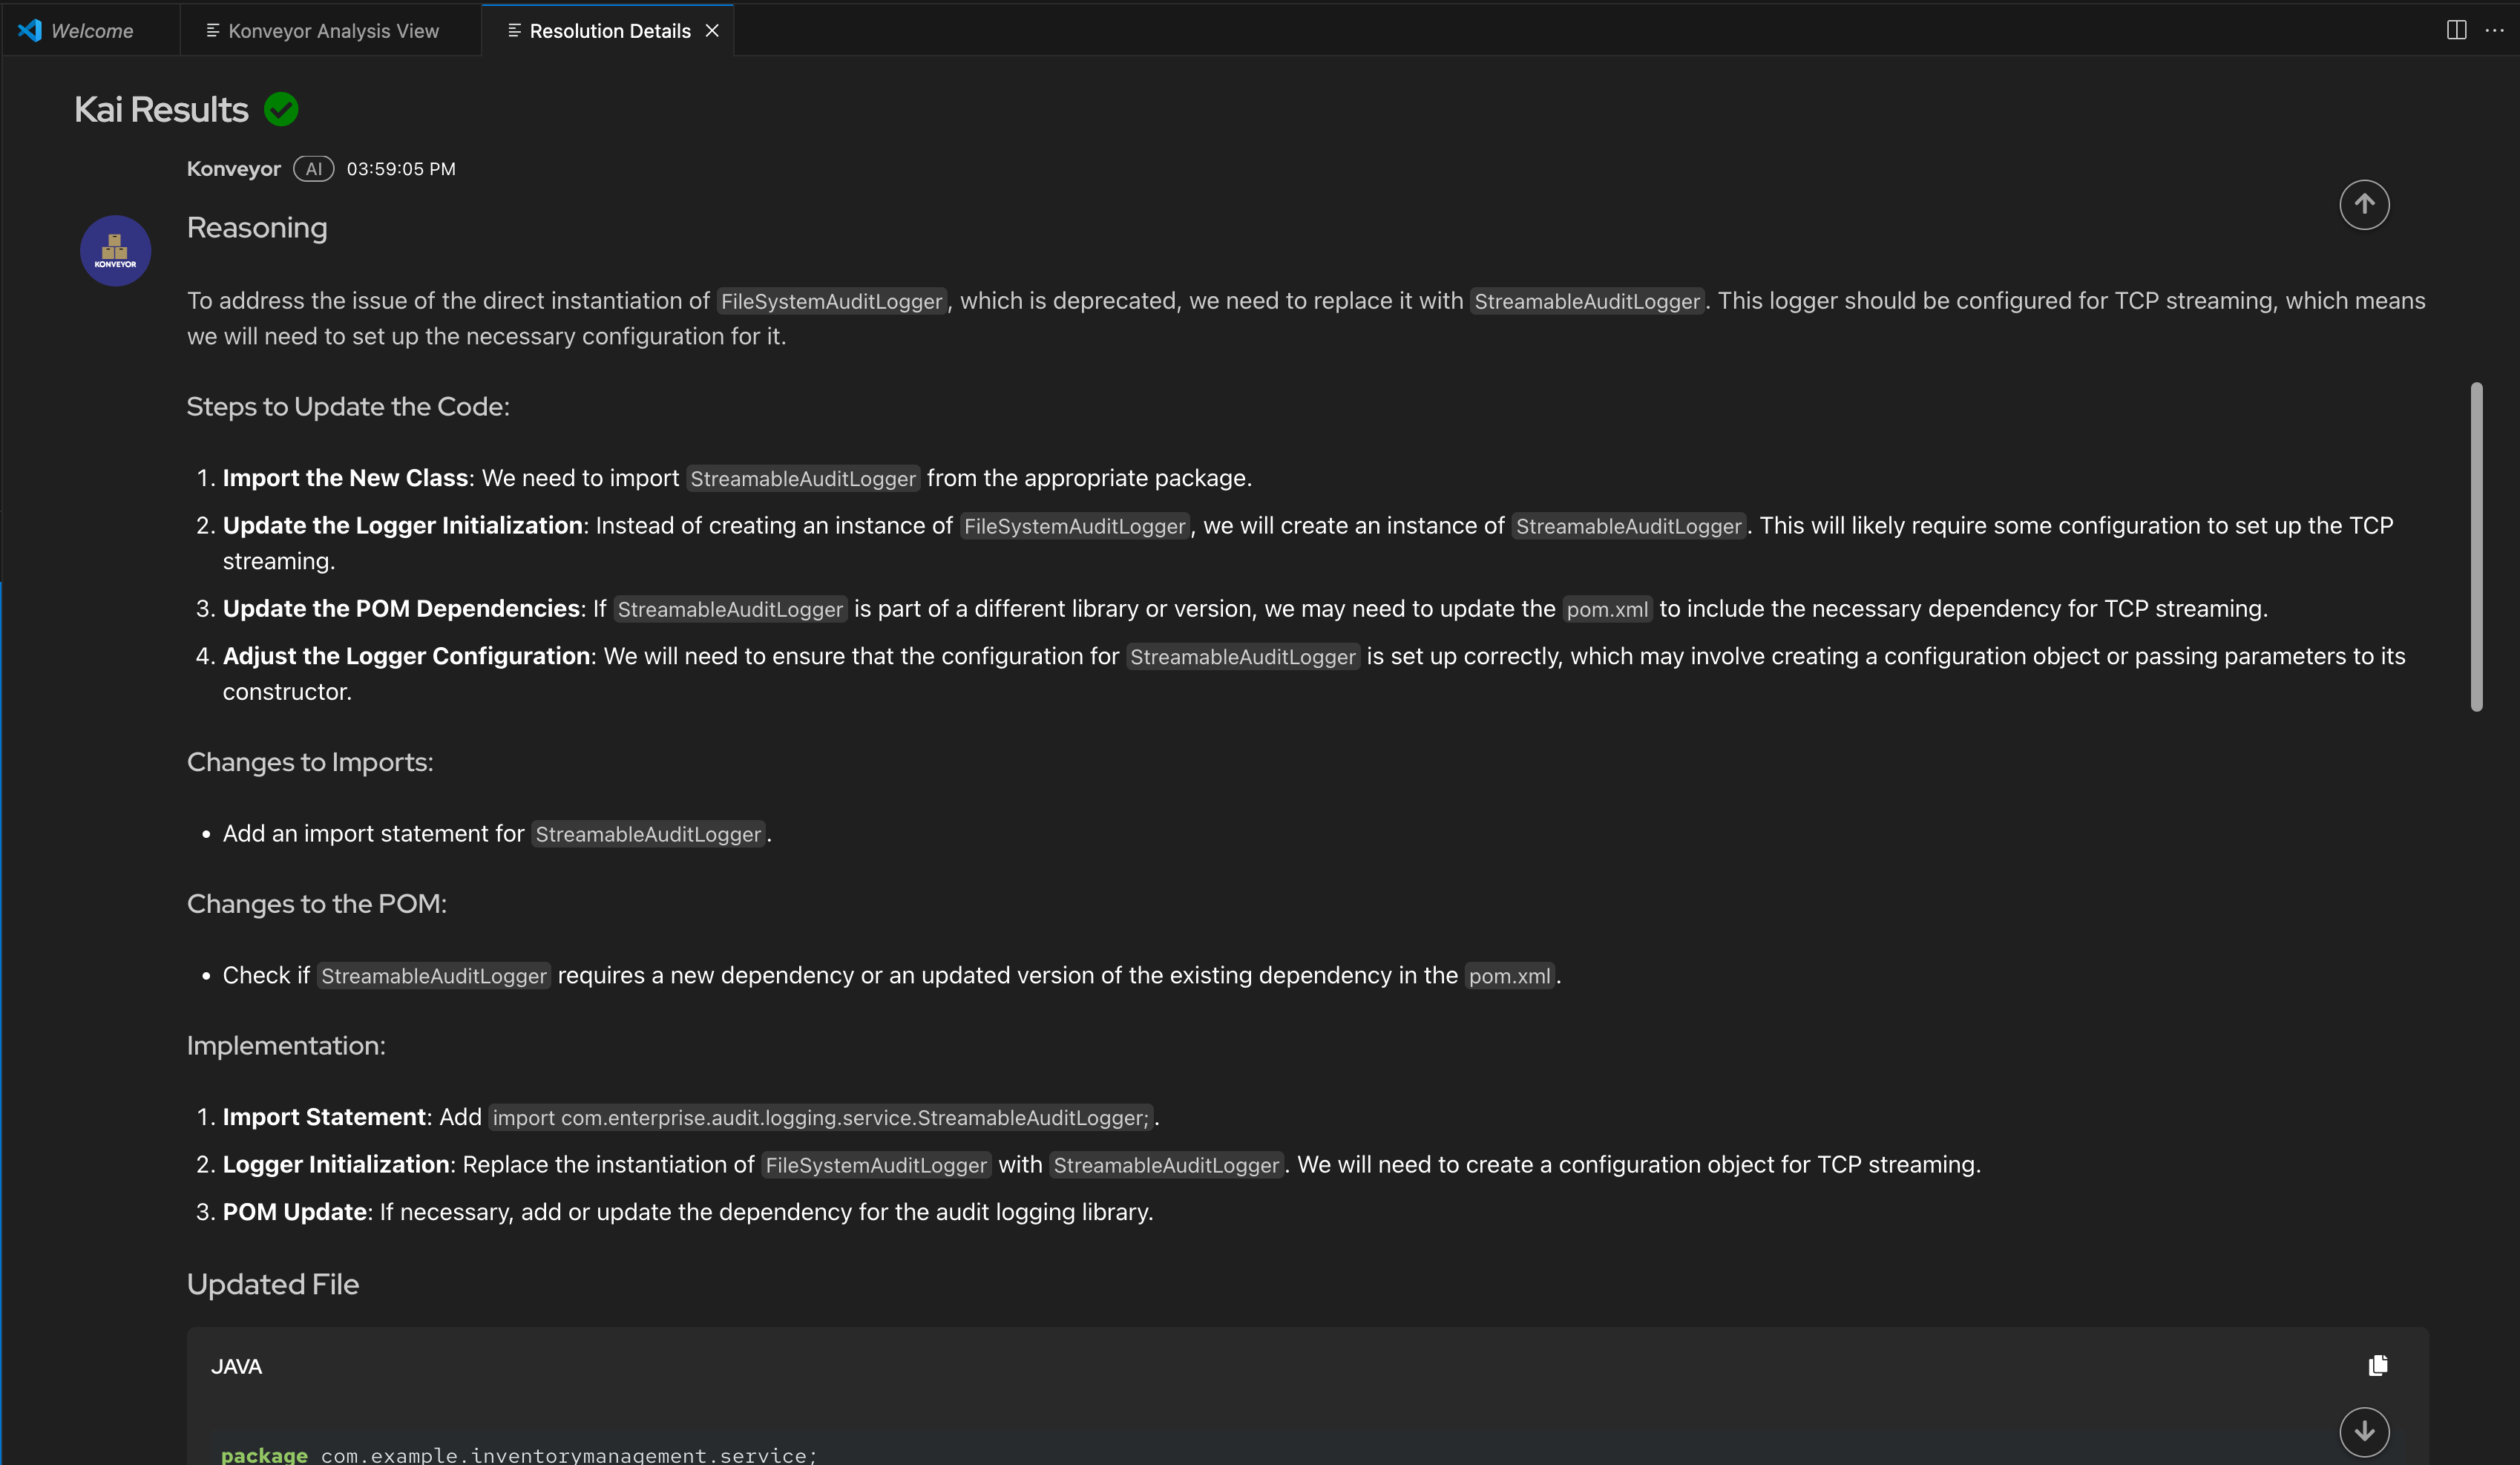 Welcome
Konveyor Analysis View
Resolution Details
Kai Results
Konveyor AI 03:59:05 PM
KONVEYOR
Reasoning
To address the issue of the direct instantiation of FileSystemAuditLogger, which is deprecated, we need to replace it with StreamableAuditLogger. This logger should be configured for TCP streaming, which means
we will need to set up the necessary configuration for it.
Steps to Update the Code:
1. Import the New Class: We need to import StreamableAuditLogger from the appropriate package.
2. Update the Logger Initialization: Instead of creating an instance of FileSystemAuditLogger, we will create an instance of StreamableAuditLogger. This will likely require some configuration to set up the TCP
streaming.
3. Update the POM Dependencies: If StreamableAuditLogger is part of a different library or version, we may need to update the pom.xml to include the necessary dependency for TCP streaming.
4. Adjust the Logger Configuration: We will need to ensure that the configuration for StreamableAuditLogger is set up correctly, which may involve creating a configuration object or passing parameters to its
constructor.
Changes to Imports:
• Add an import statement for StreamableAuditLogger.
Changes to the POM:
• Check if StreamableAuditLogger requires a new dependency or an updated version of the existing dependency in the pom.xml.
Implementation:
1. Import Statement: Add import com.enterprise.audit.logging.service.StreamableAuditLogger;.
2. Logger Initialization: Replace the instantiation of FileSystemAuditLogger with StreamableAuditLogger. We will need to create a configuration object for TCP streaming.
3. POM Update: If necessary, add or update the dependency for the audit logging library.
Updated File
JAVA
package com.example.inventorymanagement.service;